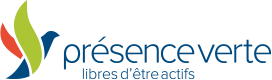 présence verte
libres d'être actifs